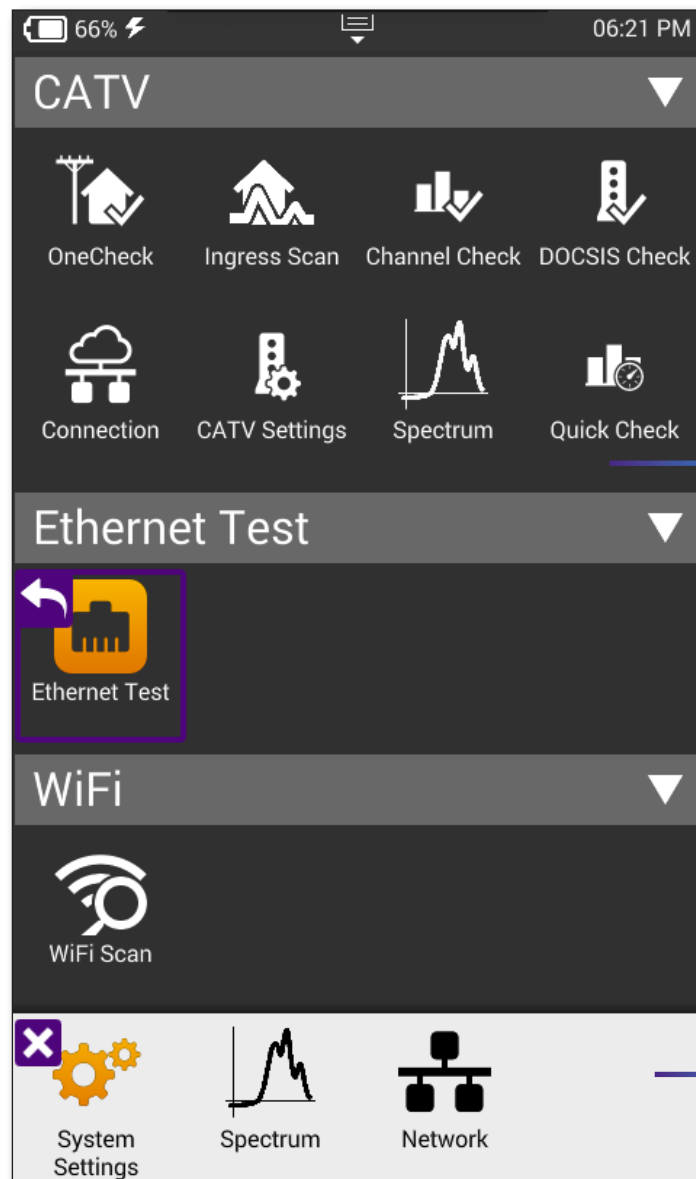 66% 06:21 PM
CATV
OneCheck Ingress Scan Channel Check DOCSIS Check
Connection CATV Settings Spectrum Quick Check
Ethernet Test
Ethernet Test
WiFi
WiFi Scan
System Spectrum Network
Settings